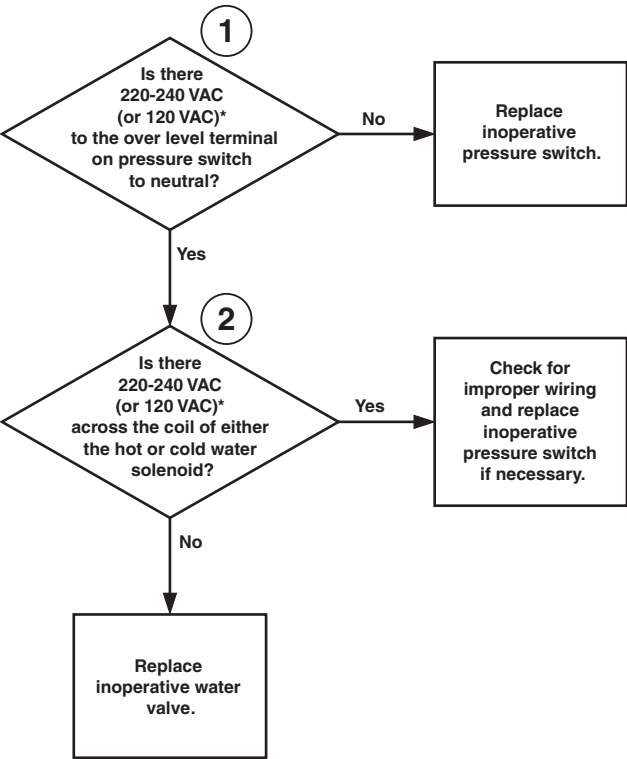 1
Is there
220-240 VAC
(or 120 VAC)*
to the over level terminal
on pressure switch
to neutral?
No
Replace
inoperative
pressure switch.
Yes
2
Is there
220-240 VAC
(or 120 VAC)*
across the coil of either
the hot or cold water
solenoid?
Yes
Check for
improper wiring
and replace
inoperative
pressure switch
if necessary.
No
Replace
inoperative water
valve.